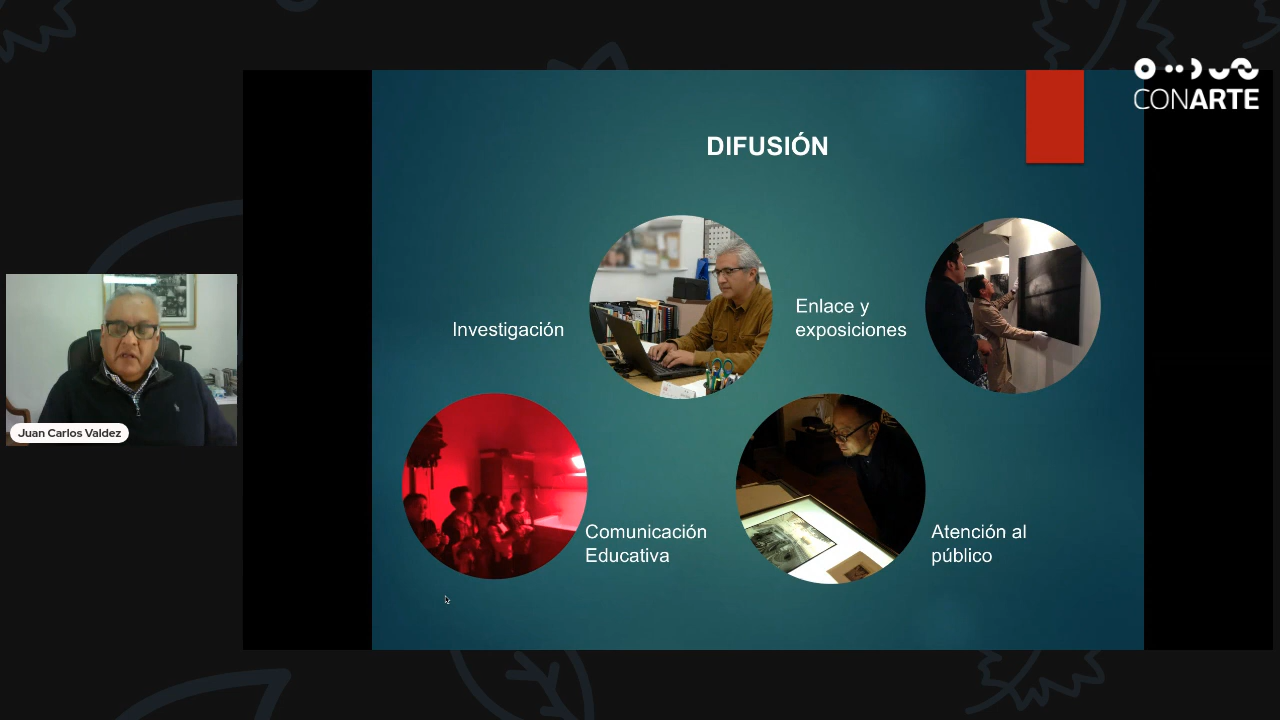 CONARTE
DIFUSIÓN
Investigación
Enlace y
exposiciones
Juan Carlos Valdez
Comunicación
Educativa
Atención al
público